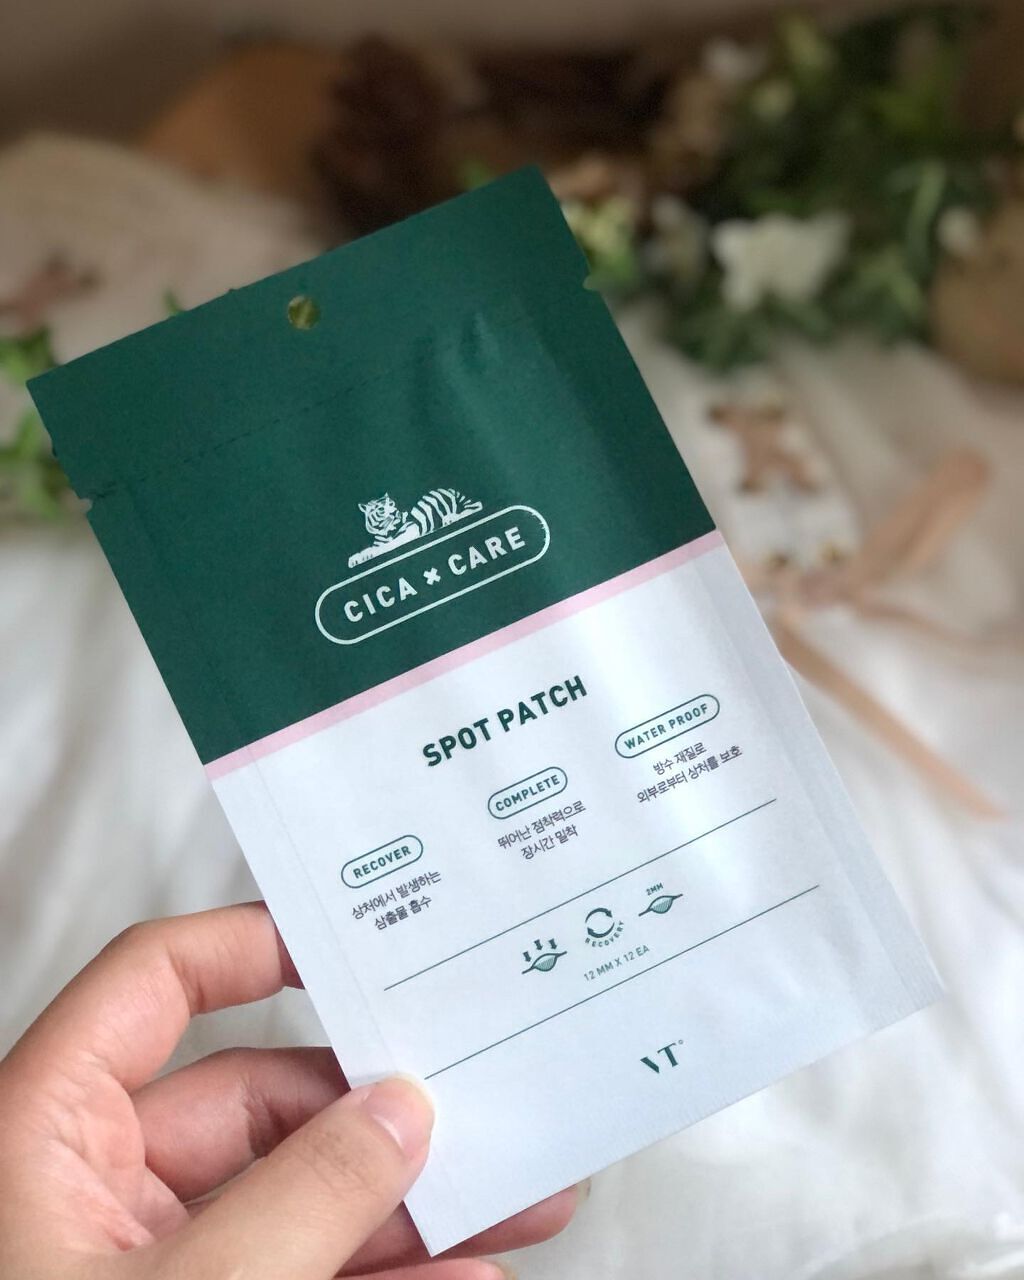 CICA × CARE
SPOT PATCH
RECOVER
상처에서 발생하는
삼출물 흡수
COMPLETE
뛰어난 점착력으로
장시간 밀착
WATER PROOF
방수 재질로
외부로부터 상처를 보호
RECOVERY
2MM
12 MM X 12 EA
VT